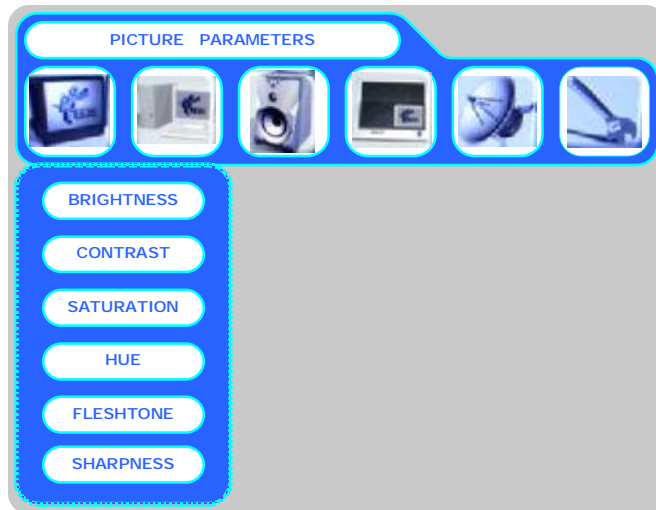 PICTURE PARAMETERS
BRIGHTNESS
CONTRAST
SATURATION
HUE
FLESHTONE
SHARPNESS